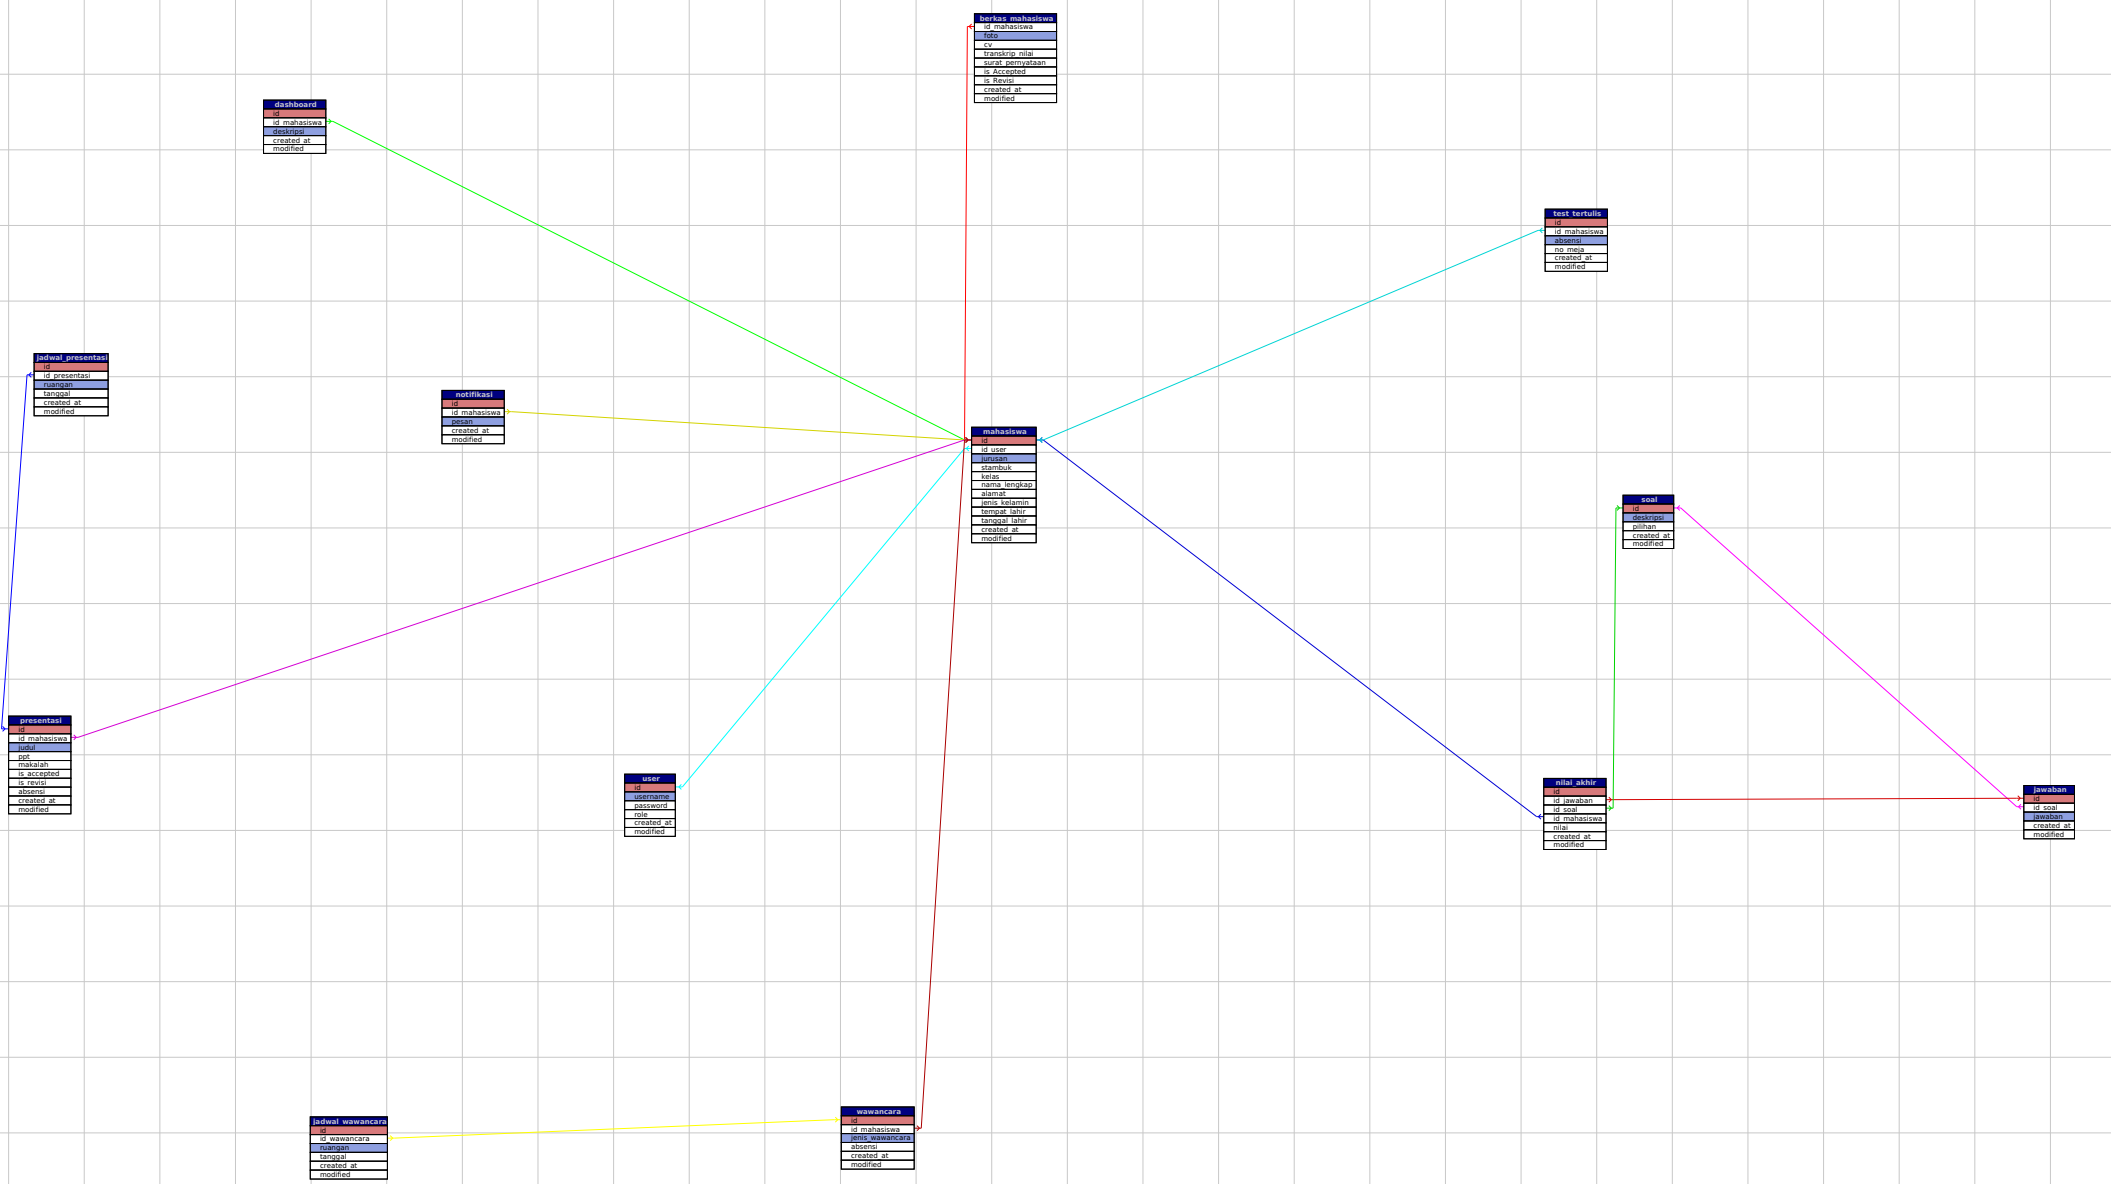 berkas_mahasiswa
id_mahasiswa
foto
cv
transkrip_nilai
surat_pernyataan
is_Accepted
is_Revisi
created_at
modified
dashboard
id
id_mahasiswa
deskripsi
created_at
modified
test_tertulis
id
id_mahasiswa
absensi
no_meja
created_at
modified
jadwal_presentasi
id
id_presentasi
ruangan
tanggal
created_at
modified
notifikasi
id
id_mahasiswa
pesan
created_at
modified
mahasiswa
id
id_user
jurusan
stambuk
kelas
nama_lengkap
alamat
jenis_kelamin
tempat_lahir
tanggal_lahir
created_at
modified
soal
id
deskripsi
pilihan
created_at
modified
presentasi
id
id_mahasiswa
judul
ppt
makalah
is_accepted
is_revisi
absensi
created_at
modified
user
id
username
password
role
created_at
modified
nilai_akhir
id
id_jawaban
id_soal
id_mahasiswa
nilai
created_at
modified
jawaban
id
id_soal
jawaban
created_at
modified
jadwal_wawancara
id
id_wawancara
ruangan
tanggal
created_at
modified
wawancara
id
id_mahasiswa
jenis_wawancara
absensi
created_at
modified